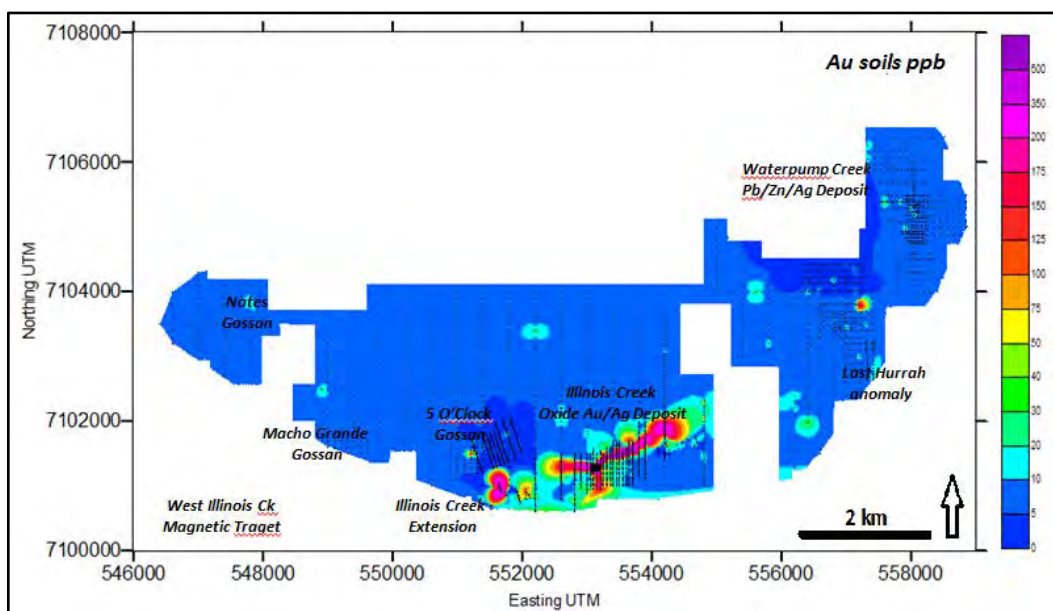 7108000
Au soils ppb
500
350
200
175
150
125
100
75
50
40
30
20
10
5
0
7106000
Waterpump Creek
Pb/Zn/Ag Deposit
Northing UTM
7104000
Nates
Gossan
Last Hurrah
anomaly
Illinois Creek
Oxide Au/Ag Deposit
7102000
5 O'Clock
Gossan
Macho Grande
Gossan
West Illinois Ck
Magnetic Traget
Illinois Creek
Extension
2 km
7100000
546000 548000 550000 552000 554000 556000 558000
Easting UTM